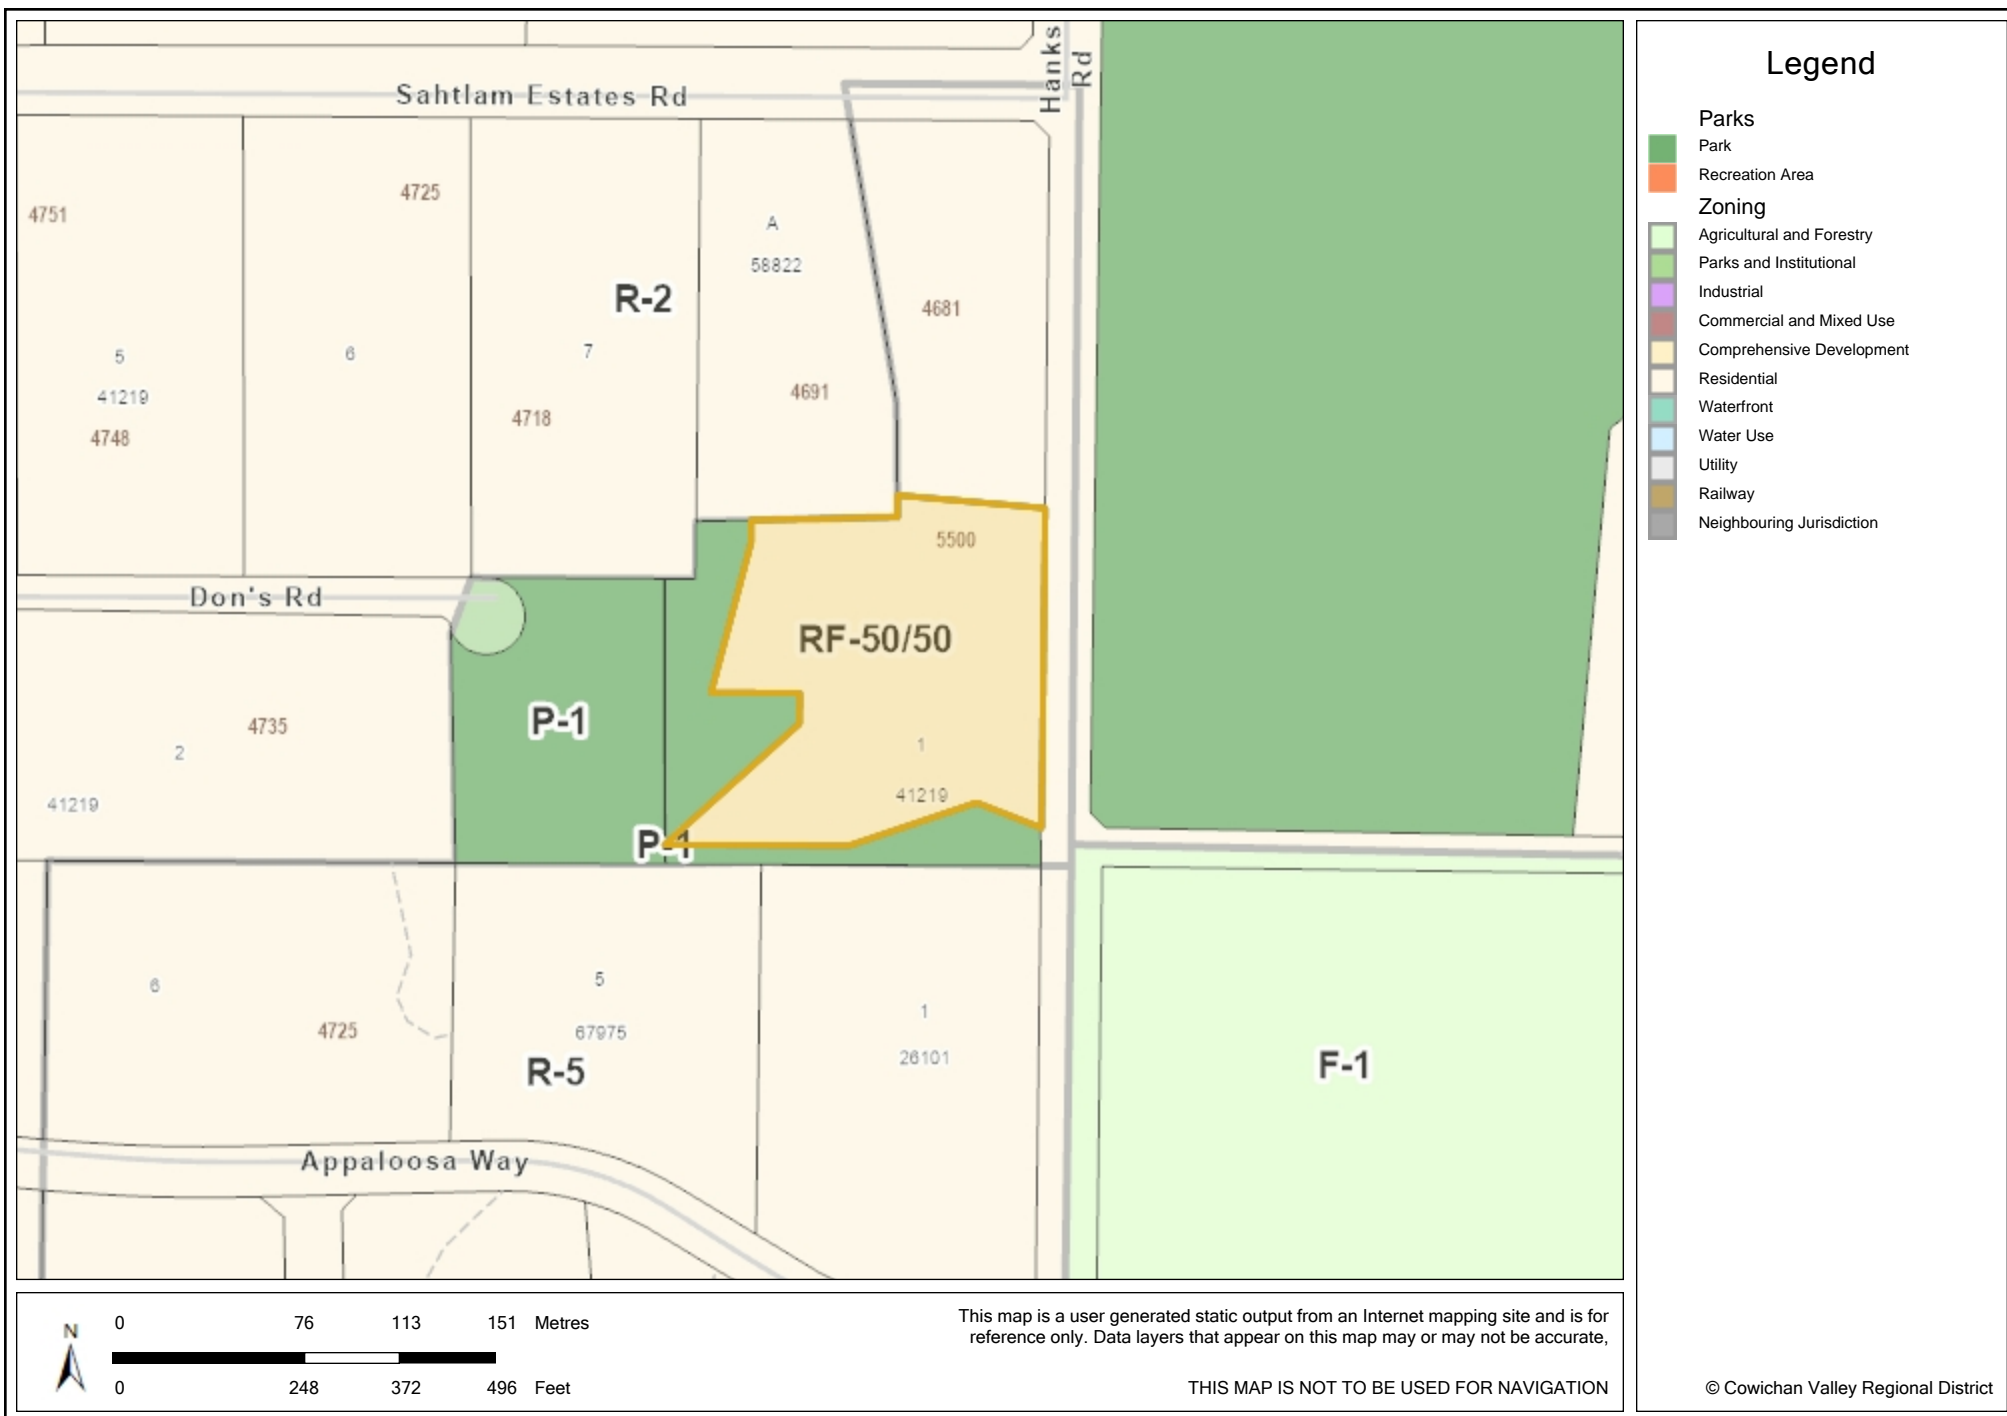 Hanks
Rd
Sahtlam Estates Rd
4751
4725
A
58822
R-2
4681
5
6
7
41219
4691
4718
4748
5500
Don's Rd
RF-50/50
P-1
4735
2
1
41219
41219
P-1
6
5
4725
67975
1
26101
R-5
F-1
Appaloosa Way
Legend
Parks
Park
Recreation Area
Zoning
Agricultural and Forestry
Parks and Institutional
Industrial
Commercial and Mixed Use
Comprehensive Development
Residential
Waterfront
Water Use
Utility
Railway
Neighbouring Jurisdiction
N
0 76 113 151 Metres
0 248 372 496 Feet
This map is a user generated static output from an Internet mapping site and is for
reference only. Data layers that appear on this map may or may not be accurate,
THIS MAP IS NOT TO BE USED FOR NAVIGATION
© Cowichan Valley Regional District